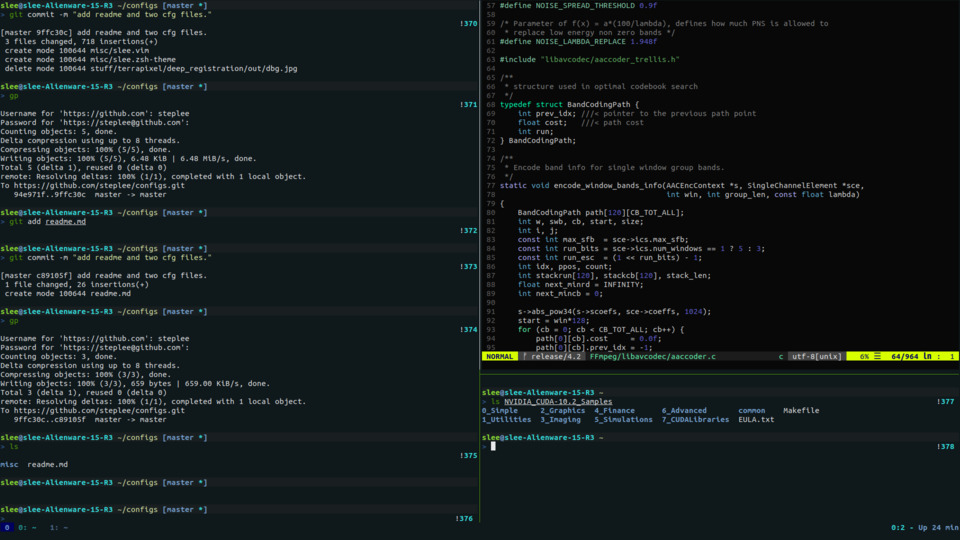 slee@slee-Alienware-15-R3 ~/configs [master *]
> git commit -m "add readme and two cfg files."
!370
[master 9ffc30c] add readme and two cfg files.
3 files changed, 718 insertions(+)
create mode 100644 misc/slee.vim
create mode 100644 misc/slee.zsh-theme
delete mode 100644 stuff/terrapixel/deep_registration/out/dbg.jpg
slee@slee-Alienware-15-R3 ~/configs [master *]
> gp
!371
Username for 'https://github.com': steplee
Password for 'https://steplee@github.com':
Counting objects: 5, done.
Delta compression using up to 8 threads.
Compressing objects: 100% (5/5), done.
Writing objects: 100% (5/5), 6.48 KiB | 6.48 MiB/s, done.
Total 5 (delta 1), reused 0 (delta 0)
remote: Resolving deltas: 100% (1/1), completed with 1 local object.
To https://github.com/steplee/configs.git
94e971f..9ffc30c  master -> master
slee@slee-Alienware-15-R3 ~/configs [master *]
> git add readme.md
!372
slee@slee-Alienware-15-R3 ~/configs [master *]
> git commit -m "add readme and two cfg files."
!373
[master c89105f] add readme and two cfg files.
1 file changed, 26 insertions(+)
create mode 100644 readme.md
slee@slee-Alienware-15-R3 ~/configs [master *]
> gp
!374
Username for 'https://github.com': steplee
Password for 'https://steplee@github.com':
Counting objects: 3, done.
Delta compression using up to 8 threads.
Compressing objects: 100% (3/3), done.
Writing objects: 100% (3/3), 659 bytes | 659.00 KiB/s, done.
Total 3 (delta 1), reused 0 (delta 0)
remote: Resolving deltas: 100% (1/1), completed with 1 local object.
To https://github.com/steplee/configs.git
9ffc30c..c89105f  master -> master
slee@slee-Alienware-15-R3 ~/configs [master *]
> ls
!375
misc  readme.md
slee@slee-Alienware-15-R3 ~/configs [master *]
slee@slee-Alienware-15-R3 ~/configs [master *]
>
!376
57 #define NOISE_SPREAD_THRESHOLD 0.9f
58
59 /* Parameter of f(x) = a*(100/lambda), defines how much PNS is allowed to
60  * replace low energy non zero bands */
61 #define NOISE_LAMBDA_REPLACE 1.948f
62
63 #include "libavcodec/aaccoder_trellis.h"
64
65 /**
66  * structure used in optimal codebook search
67  */
68 typedef struct BandCodingPath {
69     int prev_idx; ///< pointer to the previous path point
70     float cost;   ///< path cost
71     int run;
72 } BandCodingPath;
73
74 /**
75  * Encode band info for single window group bands.
76  */
77 static void encode_window_bands_info(AACEncContext *s, SingleChannelElement *sce,
78                                      int win, int group_len, const float lambda)
79 {
80     BandCodingPath path[120][CB_TOT_ALL];
81     int w, swb, cb, start, size;
82     int i, j;
83     const int max_sfb  = sce->ics.max_sfb;
84     const int run_bits = sce->ics.num_windows == 1 ? 5 : 3;
85     const int run_esc  = (1 << run_bits) - 1;
86     int idx, ppos, count;
87     int stackrun[120], stackcb[120], stack_len;
88     float next_minrd = INFINITY;
89     int next_mincb = 0;
90
91     s->abs_pow34(s->scoefs, sce->coeffs, 1024);
92     start = win*128;
93     for (cb = 0; cb < CB_TOT_ALL; cb++) {
94         path[0][cb].cost     = 0.0f;
95         path[0][cb].prev_idx = -1;
NORMAL release/4.2 FFmpeg/libavcodec/aaccoder.c c utf-8[unix] 6% ☰ 64/964 ln : 1
slee@slee-Alienware-15-R3 ~
> ls NVIDIA_CUDA-10.2_Samples
!377
0_Simple     2_Graphics  4_Finance      6_Advanced       common    Makefile
1_Utilities  3_Imaging   5_Simulations  7_CUDALibraries  EULA.txt
slee@slee-Alienware-15-R3 ~
>
!378
0 0: ~ 1: ~ 0:2 - Up 24 min